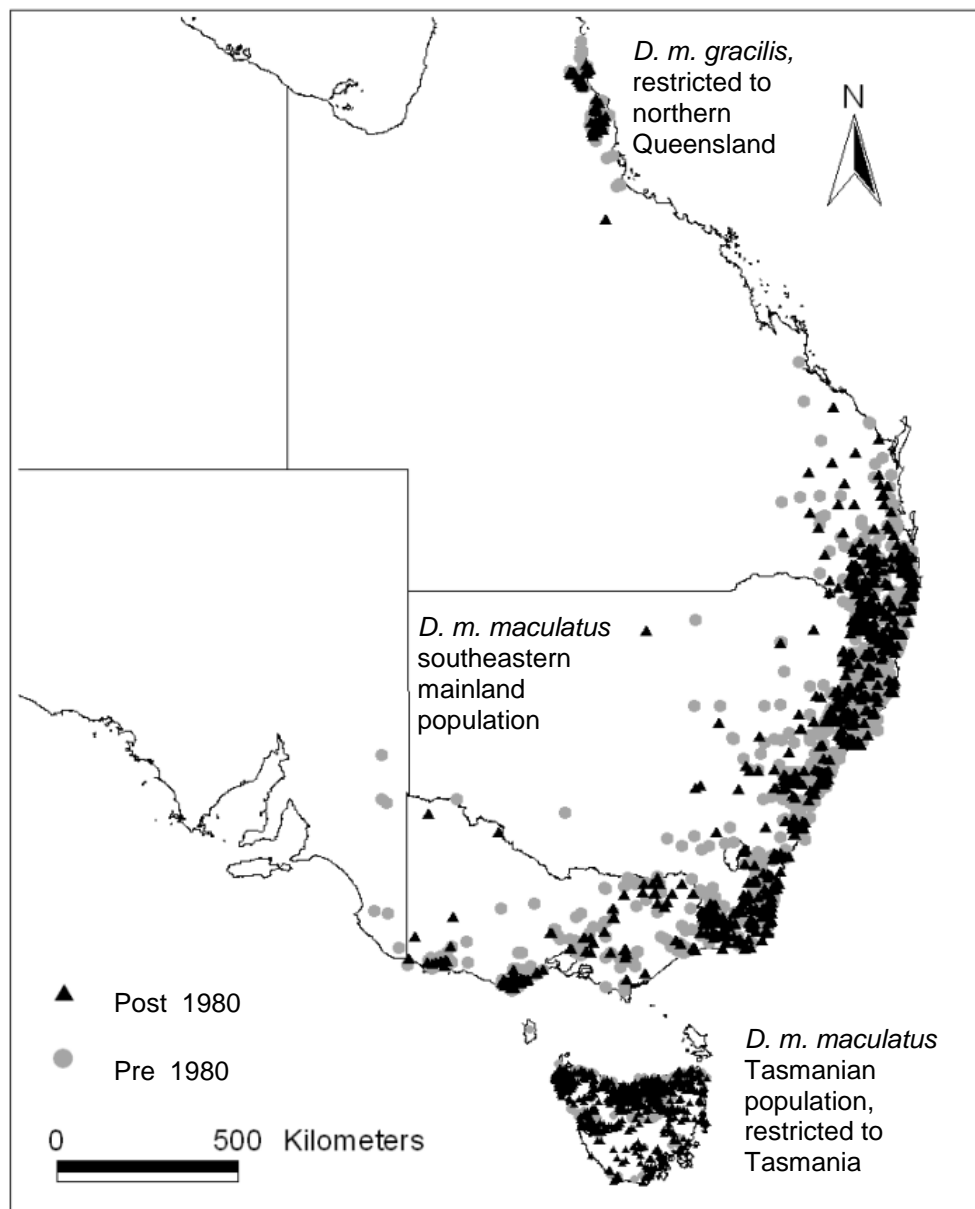 D. m. gracilis,
restricted to
northern
Queensland
N
D. m. maculatus
southeastern
mainland
population
Post 1980
Pre 1980
0 500 Kilometers
D. m. maculatus
Tasmanian
population,
restricted to
Tasmania